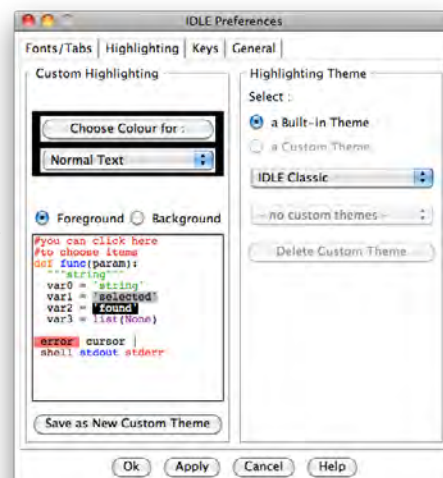 IDLE Preferences
Fonts/Tabs Highlighting Keys General
Custom Highlighting
Choose Colour for :
Normal Text
Foreground Background
#you can click here
#to choose items
def func(param):
"""string"""
var0 = 'string'
var1 = 'selected'
var2 = 'found'
var3 = list(None)
error cursor |
shell stdout stderr
Save as New Custom Theme
Highlighting Theme
Select :
a Built-in Theme
a Custom Theme
IDLE Classic
- no custom themes -
Delete Custom Theme
Ok Apply Cancel Help